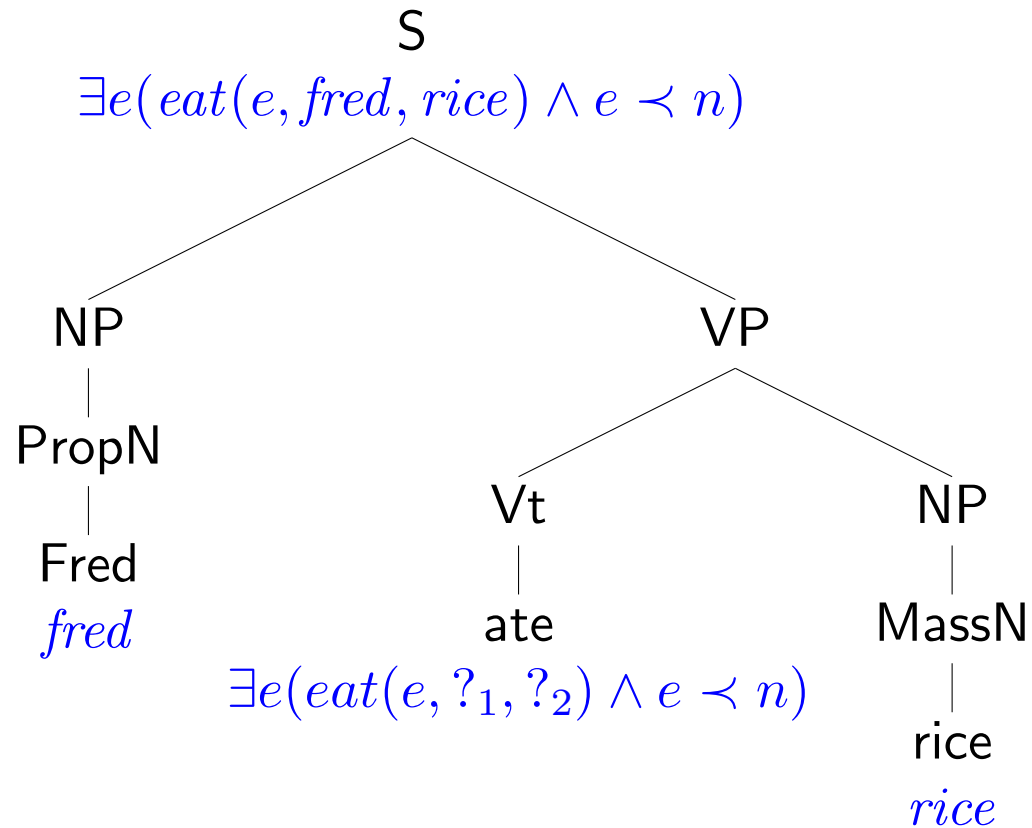 S
∃e(eat(e, fred, rice) ∧ e ≺ n)
NP VP
PropN Vt NP
Fred ate MassN
fred ∃e(eat(e, ?₁, ?₂) ∧ e ≺ n) rice
rice